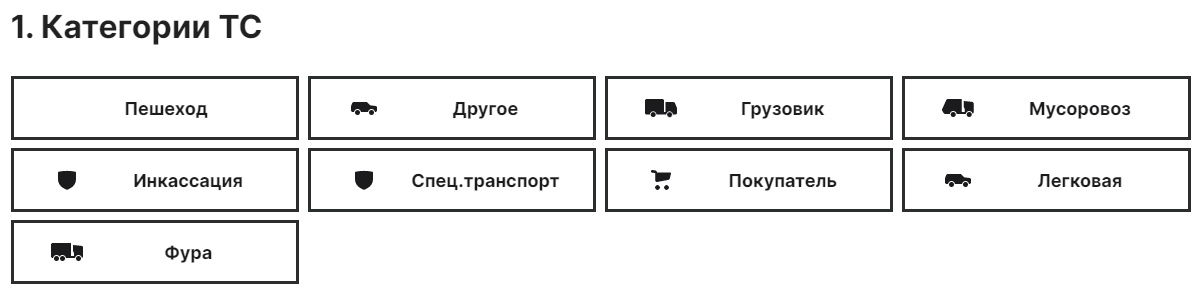 1. Категории ТС
Пешеход
Другое
Грузовик
Мусоровоз
Инкассация
Спец.транспорт
Покупатель
Легковая
Фура